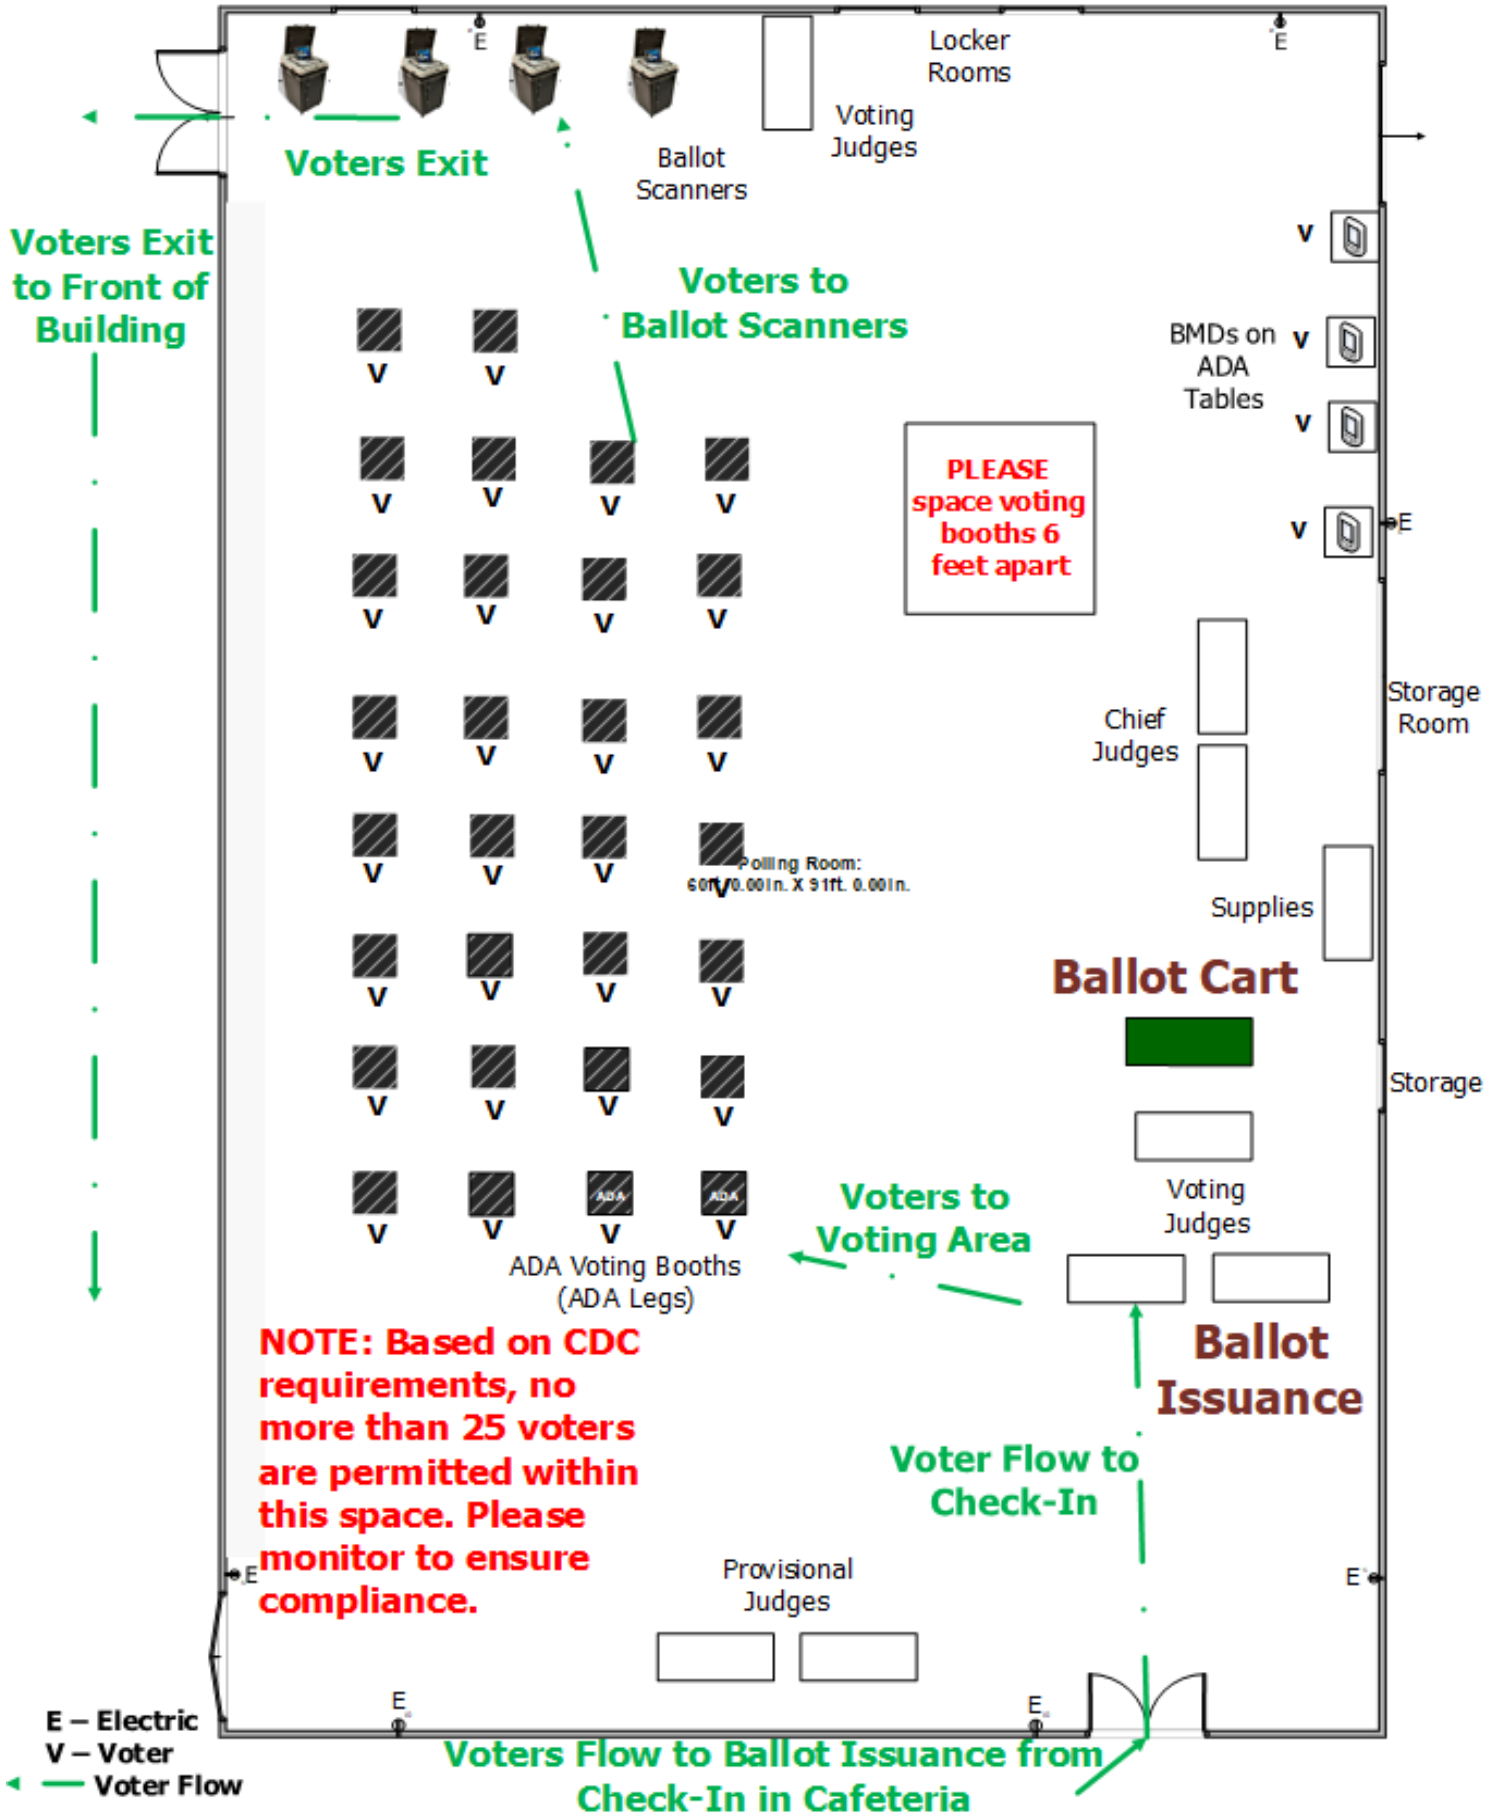 E
E
Locker
Rooms
Voting
Judges
Voters Exit
Ballot
Scanners
Voters Exit
to Front of
Building
V
Voters to
Ballot Scanners
BMDs on
ADA
Tables
V
V
V
V
V
PLEASE
space voting
booths 6
feet apart
V
V
V
V
V
E
V
V
V
V
Storage
Room
Chief
Judges
V
V
V
V
Polling Room:
60ft. 0.00in. X 91ft. 0.00in.
V
V
V
V
Supplies
Ballot Cart
V
V
V
V
Storage
V
V
V
V
ADA
ADA
V
V
V
V
Voters to
Voting Area
Voting
Judges
ADA Voting Booths
(ADA Legs)
NOTE: Based on CDC
requirements, no
more than 25 voters
are permitted within
this space. Please
monitor to ensure
compliance.
Ballot
Issuance
Voter Flow to
Check-In
E
E
Provisional
Judges
E
E
E – Electric
V – Voter
Voter Flow
Voters Flow to Ballot Issuance from
Check-In in Cafeteria